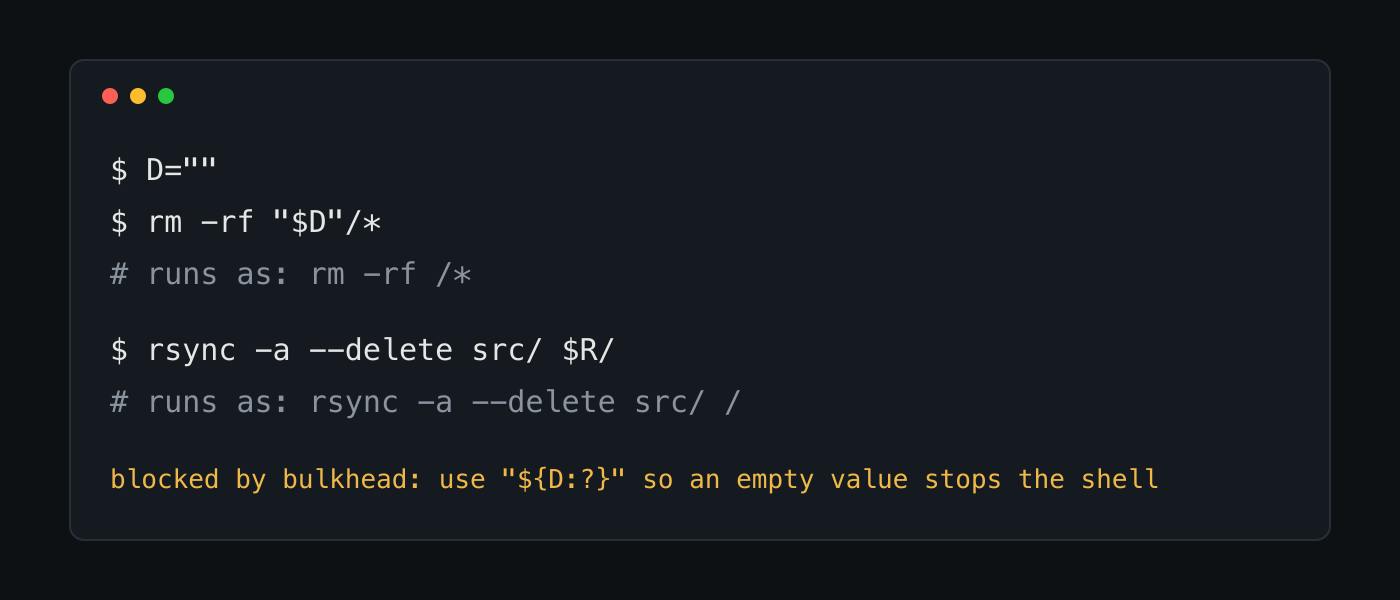 $ D=""
$ rm -rf "$D"/*
# runs as: rm -rf /*
$ rsync -a --delete src/ $R/
# runs as: rsync -a --delete src/ /
blocked by bulkhead: use "${D:?}" so an empty value stops the shell